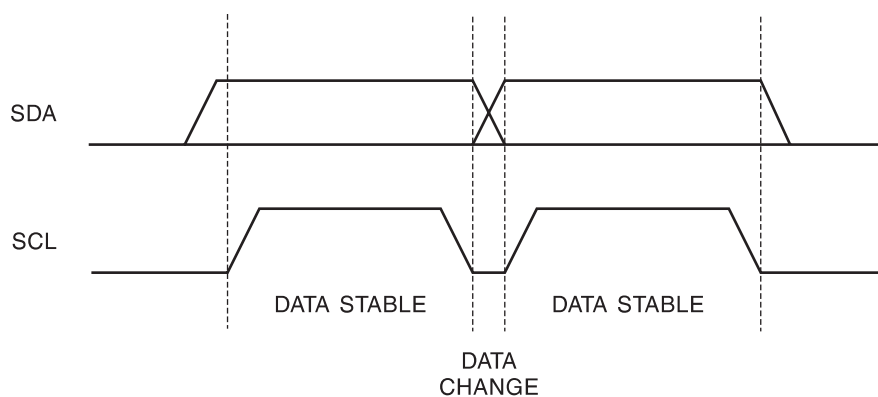 SDA
SCL
DATA STABLE
DATA STABLE
DATA
CHANGE